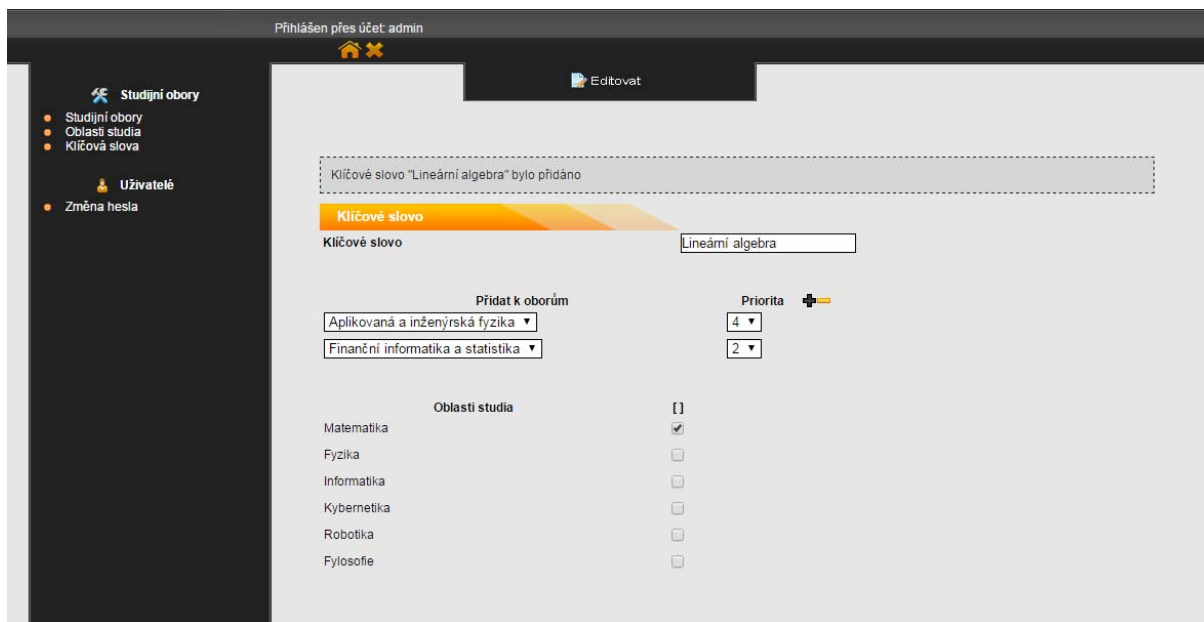 Přihlášen přes účet: admin
Editovat
Studijní obory
Studijní obory
Oblasti studia
Klíčová slova
Uživatelé
Změna hesla
Klíčové slovo "Lineární algebra" bylo přidáno
Klíčové slovo
Klíčové slovo Lineární algebra
Přidat k oborům Priorita
Aplikovaná a inženýrská fyzika 4
Finanční informatika a statistika 2
Oblasti studia []
Matematika
Fyzika
Informatika
Kybernetika
Robotika
Fylosofie